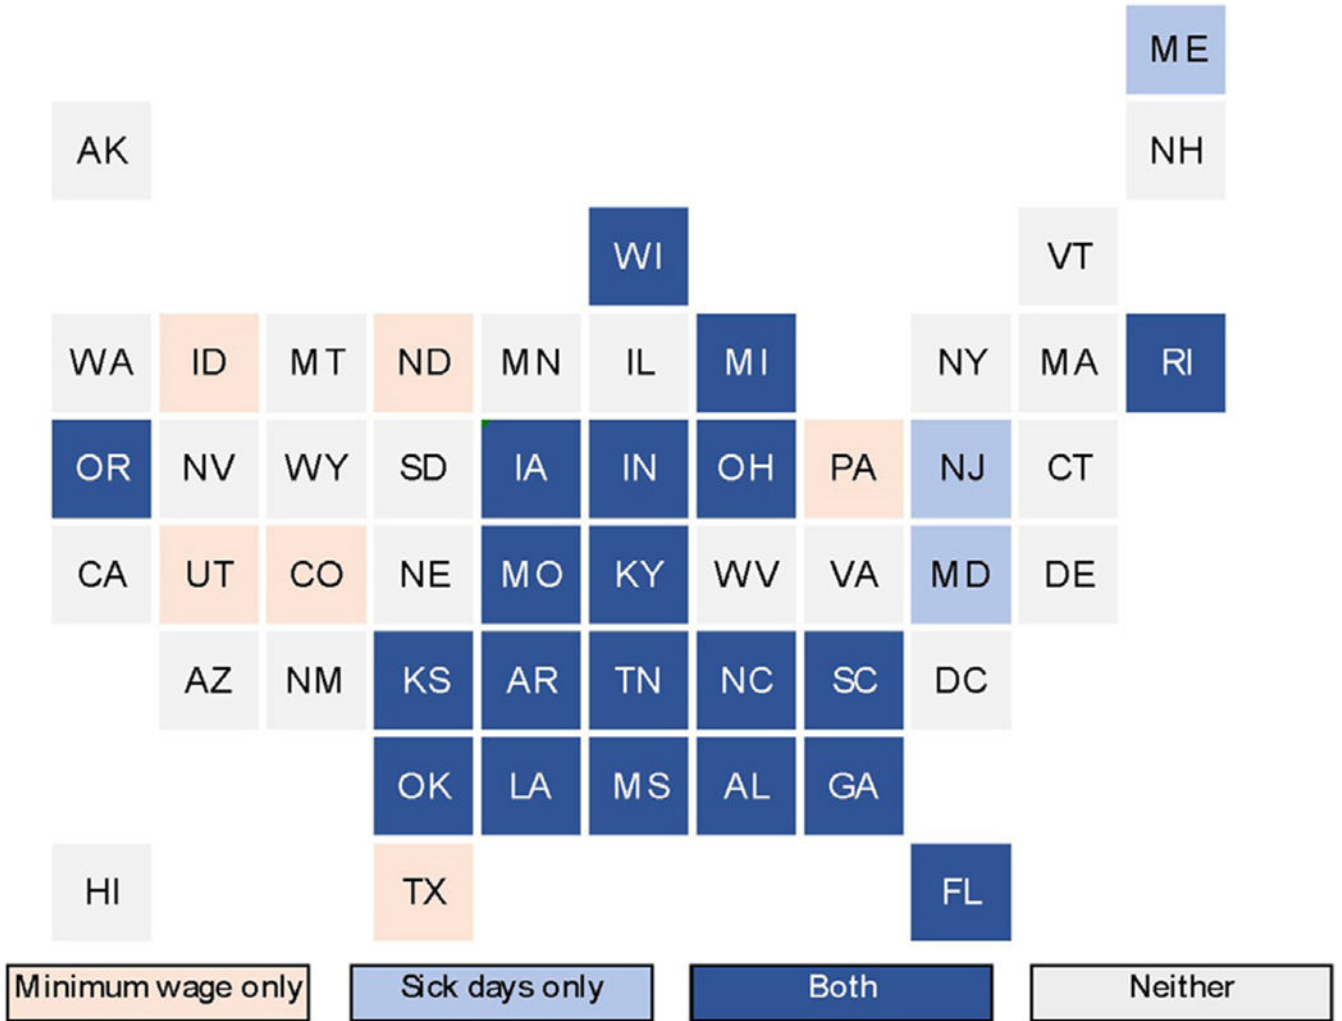 ME
AK NH
WI VT
WA ID MT ND MN IL MI NY MA RI
OR NV WY SD IA IN OH PA NJ CT
CA UT CO NE MO KY WV VA MD DE
AZ NM KS AR TN NC SC DC
OK LA MS AL GA
HI TX FL
Minimum wage only Sick days only Both Neither